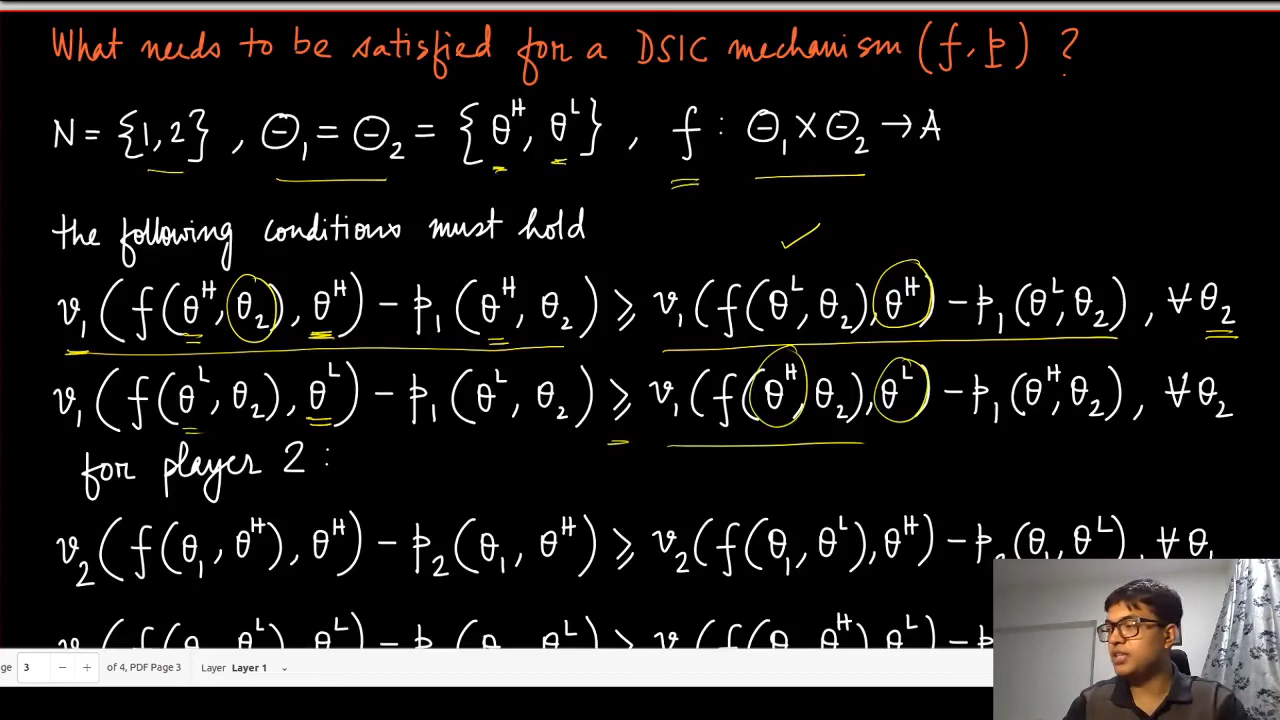 What needs to be satisfied for a DSIC mechanism (f, p) ?
N = {1, 2} , Θ₁ = Θ₂ = {θᴴ, θᴸ} , f : Θ₁ × Θ₂ → A
the following conditions must hold
v₁ (f(θᴴ, θ₂), θᴴ) − p₁ (θᴴ, θ₂) ⩾ v₁ (f(θᴸ, θ₂), θᴴ) − p₁ (θᴸ, θ₂) , ∀ θ₂
v₁ (f(θᴸ, θ₂), θᴸ) − p₁ (θᴸ, θ₂) ⩾ v₁ (f(θᴴ, θ₂), θᴸ) − p₁ (θᴴ, θ₂) , ∀ θ₂
for player 2 :
v₂ (f(θ₁, θᴴ), θᴴ) − p₂ (θ₁, θᴴ) ⩾ v₂ (f(θ₁, θᴸ), θᴴ) − p₂ (θ₁, θᴸ) , ∀ θ₁
ge 3 − + of 4, PDF Page 3 Layer Layer 1